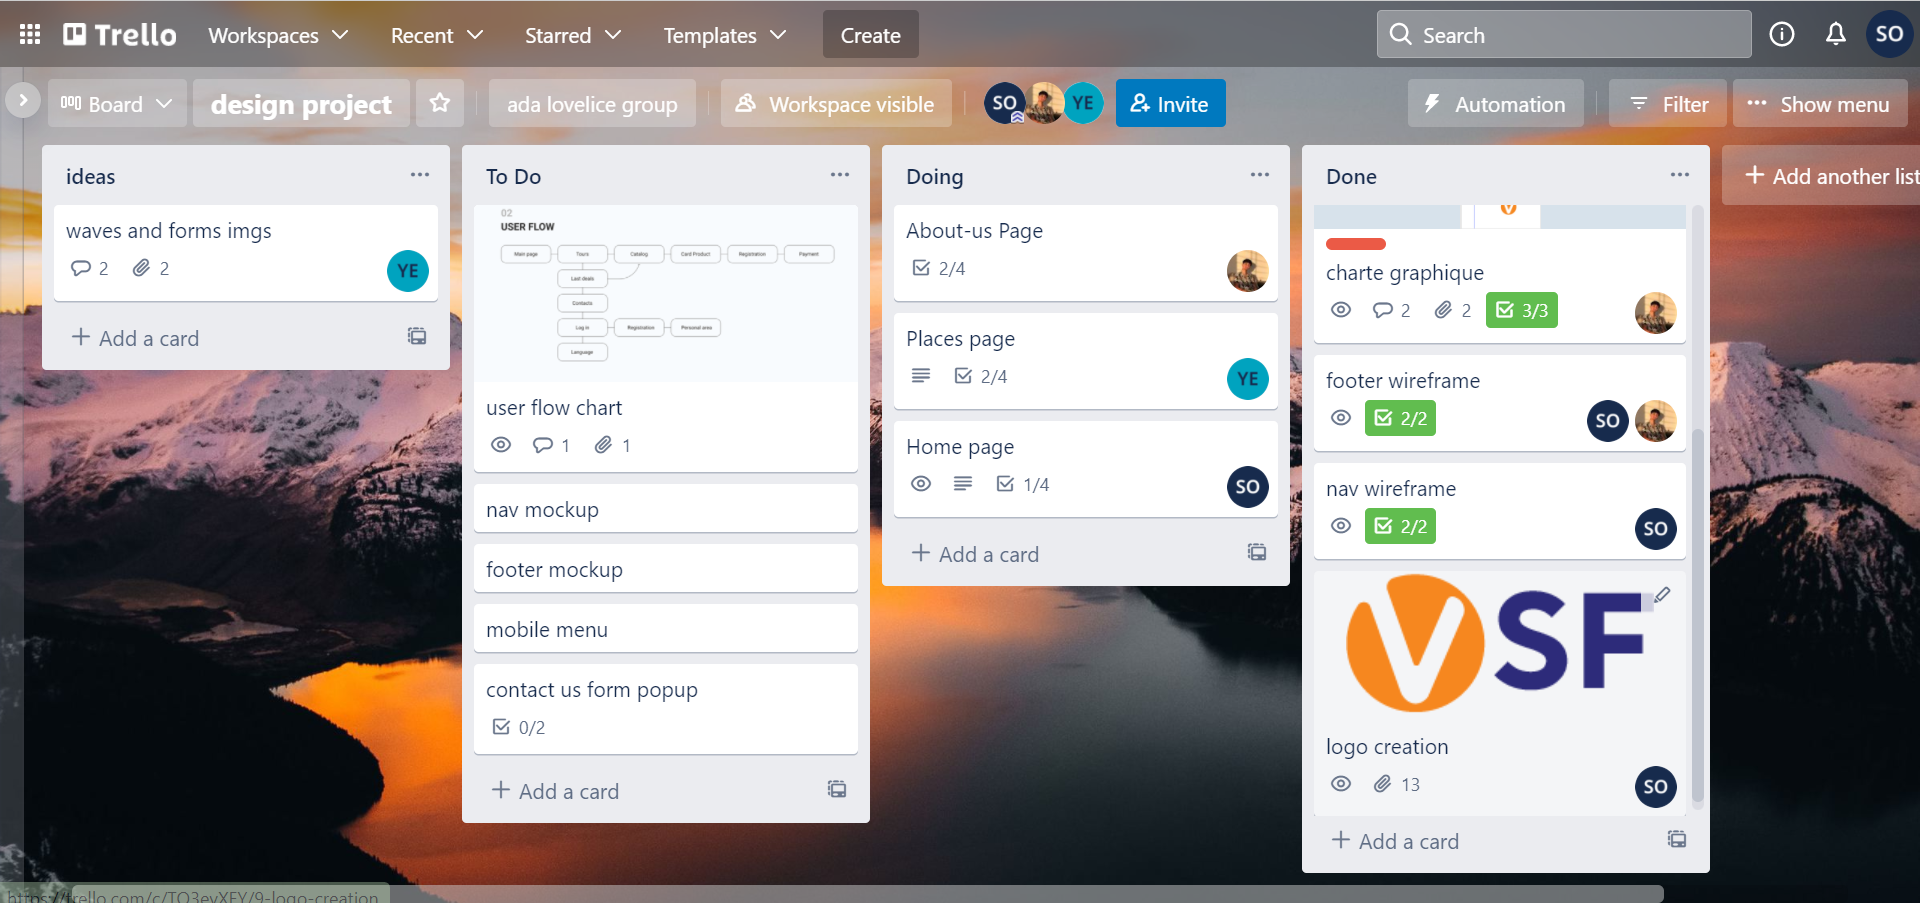 Trello Workspaces Recent Starred Templates Create Search SO
Board design project ada lovelice group Workspace visible SO YE Invite Automation Filter Show menu
ideas
waves and forms imgs
2 2
YE
Add a card
To Do
02
USER FLOW
Main page Tours Catalog Card Product Registration Payment
Last deals
Contacts
Log in Registration Personal area
Language
user flow chart
1 1
nav mockup
footer mockup
mobile menu
contact us form popup
0/2
Add a card
Doing
About-us Page
2/4
Places page
2/4
YE
Home page
1/4
SO
Add a card
Done
charte graphique
2 2 3/3
footer wireframe
2/2
SO
nav wireframe
2/2
SO
VSF
logo creation
13
SO
Add a card
Add another list
https://trello.com/c/TQ3evXFY/9-logo-creation